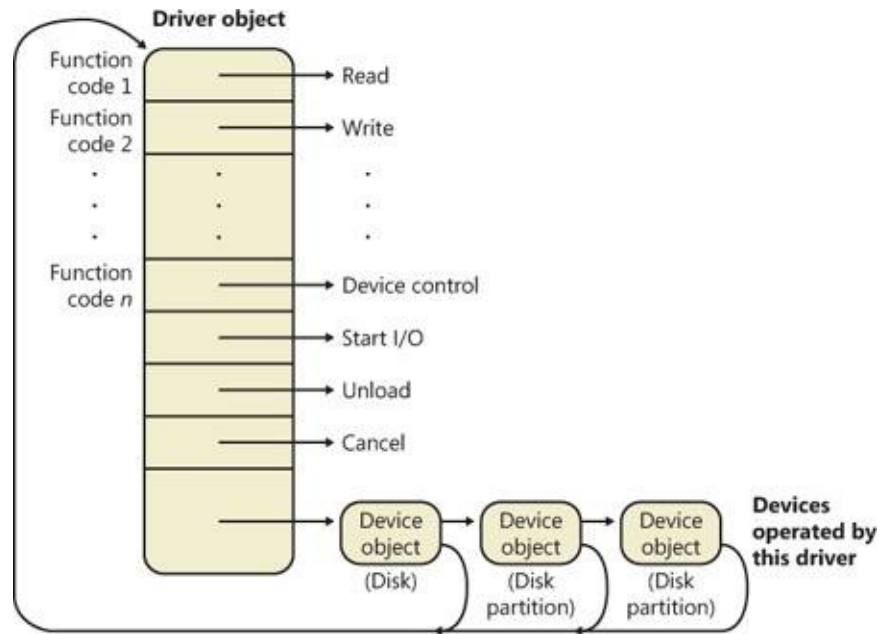 Driver object
Function
code 1
Read
Function
code 2
Write
Function
code n
Device control
Start I/O
Unload
Cancel
Device
object
(Disk)
Device
object
(Disk
partition)
Device
object
(Disk
partition)
Devices
operated by
this driver